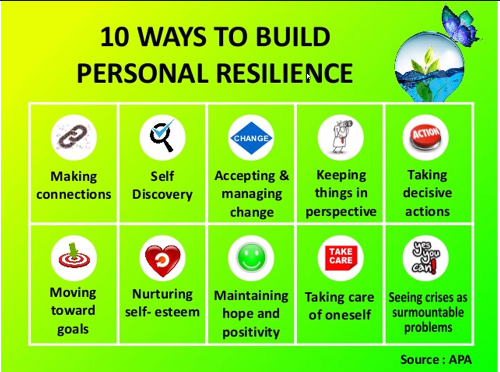 10 WAYS TO BUILD
PERSONAL RESILIENCE
Making
connections
Self
Discovery
CHANGE
Accepting &
managing
change
Keeping
things in
perspective
ACTION
Taking
decisive
actions
Moving
toward
goals
Nurturing
self- esteem
Maintaining
hope and
positivity
TAKE
CARE
Taking care
of oneself
yes
you
can!
Seeing crises as
surmountable
problems
Source : APA